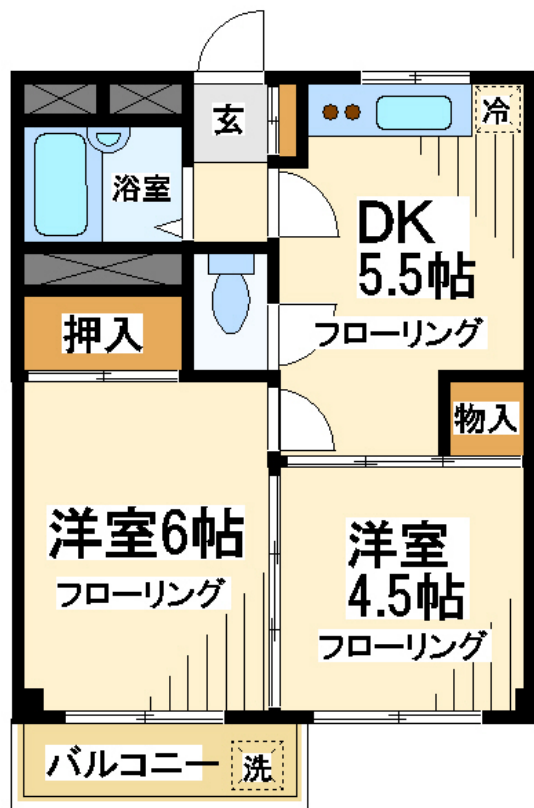 玄
冷
浴室
DK
5.5帖
フローリング
押入
物入
洋室6帖
フローリング
洋室
4.5帖
フローリング
バルコニー
洗